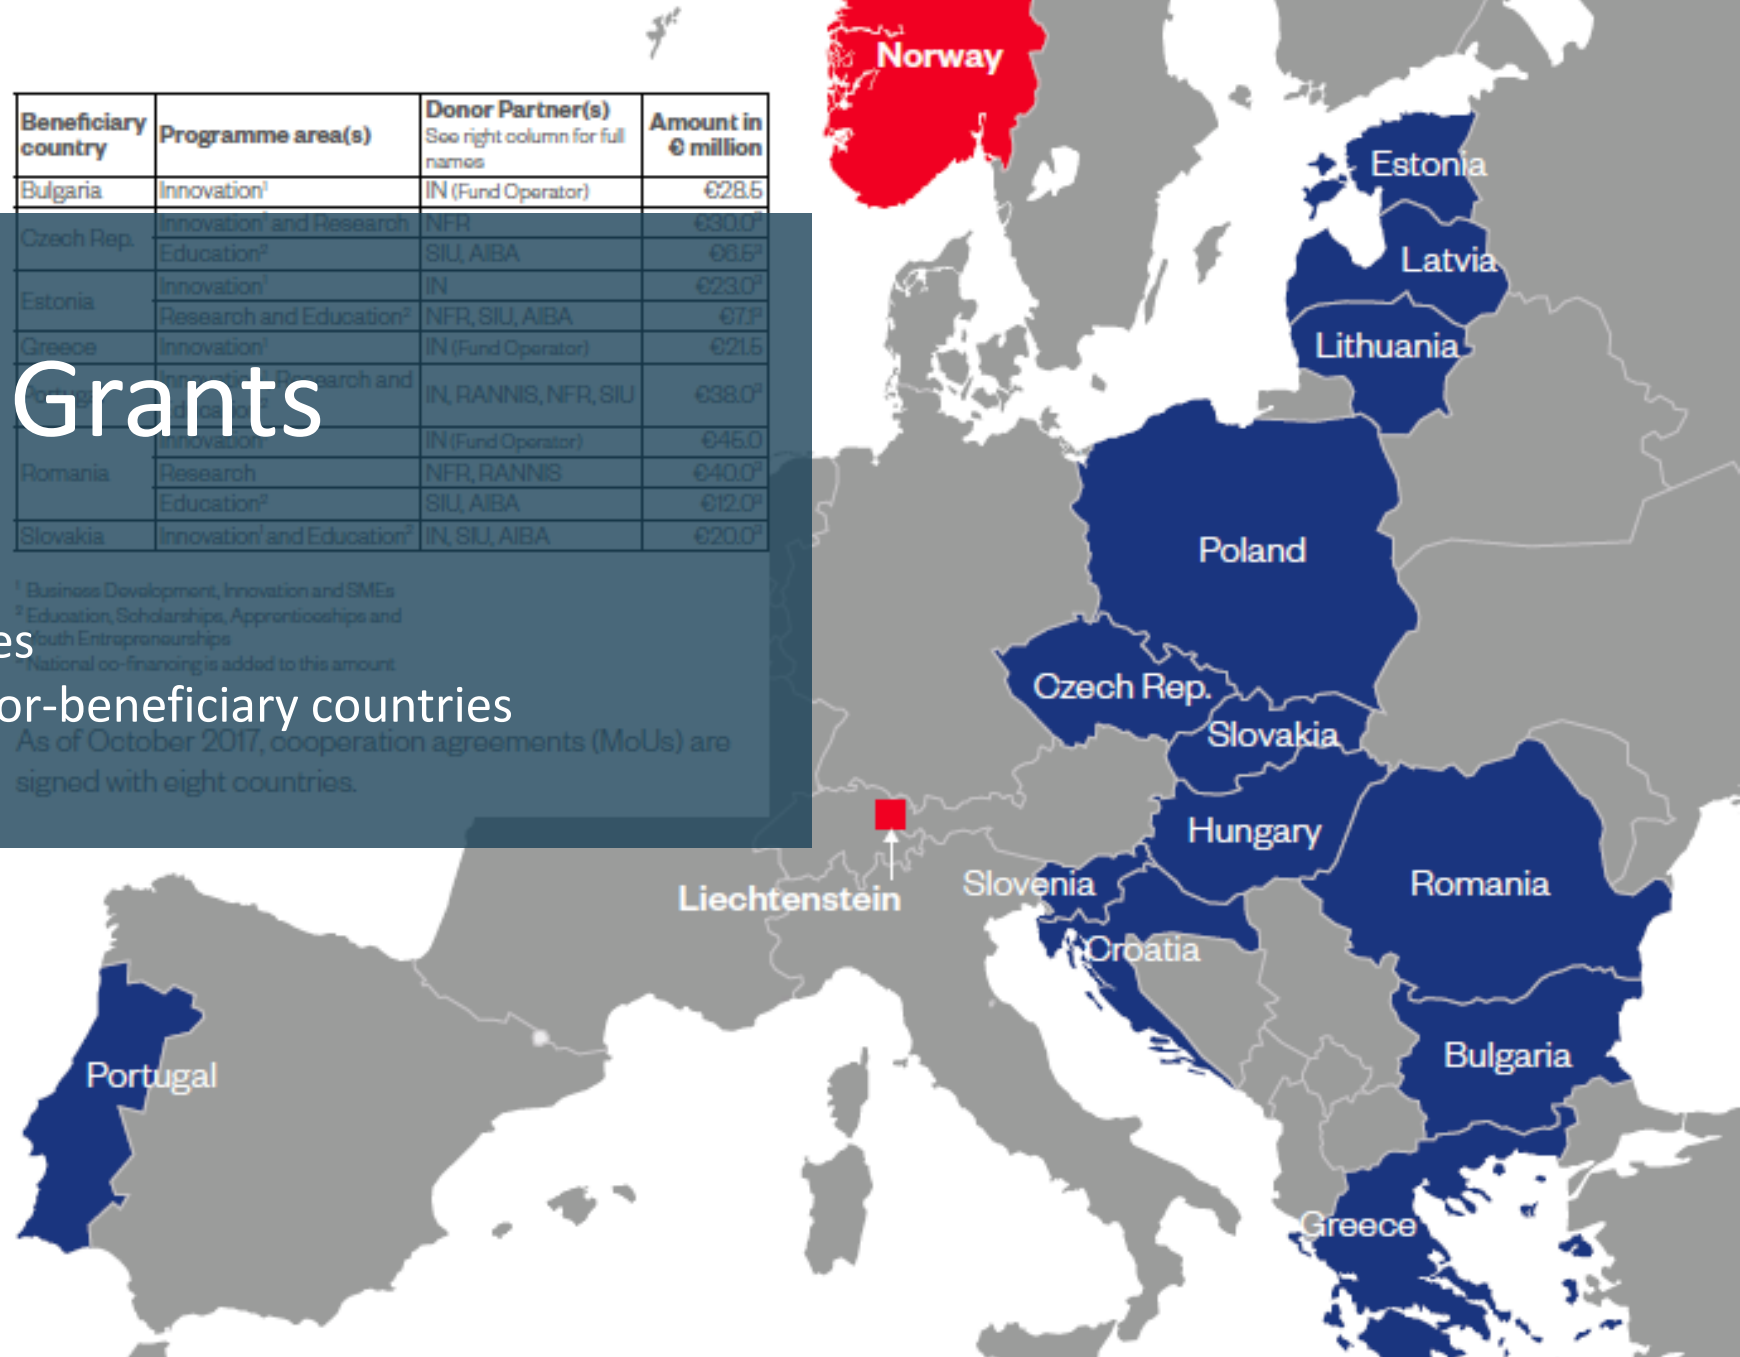 Norway
Beneficiary country
Programme area(s)
Donor Partner(s)
See right column for full names
Amount in € million
Bulgaria Innovation¹ IN (Fund Operator) €28.5
Czech Rep. Innovation¹ and Research NFR €30.0³
Education² SIU, AIBA €6.5³
Estonia Innovation¹ IN €23.0³
Research and Education² NFR, SIU, AIBA €7.1³
Greece Innovation¹ IN (Fund Operator) €21.5
Research and
IN, RANNIS, NFR, SIU €38.0³
Grants
Romania Innovation¹ IN (Fund Operator) €45.0
Research NFR, RANNIS €40.0³
Education² SIU, AIBA €12.0³
Slovakia Innovation¹ and Education² IN, SIU, AIBA €20.0³
¹ Business Development, Innovation and SMEs
² Education, Scholarships, Apprenticeships and
Youth Entrepreneurships
es
National co-financing is added to this amount
or-beneficiary countries
As of October 2017, cooperation agreements (MoUs) are
signed with eight countries.
Estonia
Latvia
Lithuania
Poland
Czech Rep.
Slovakia
Hungary
Liechtenstein
Slovenia
Romania
Croatia
Bulgaria
Portugal
Greece